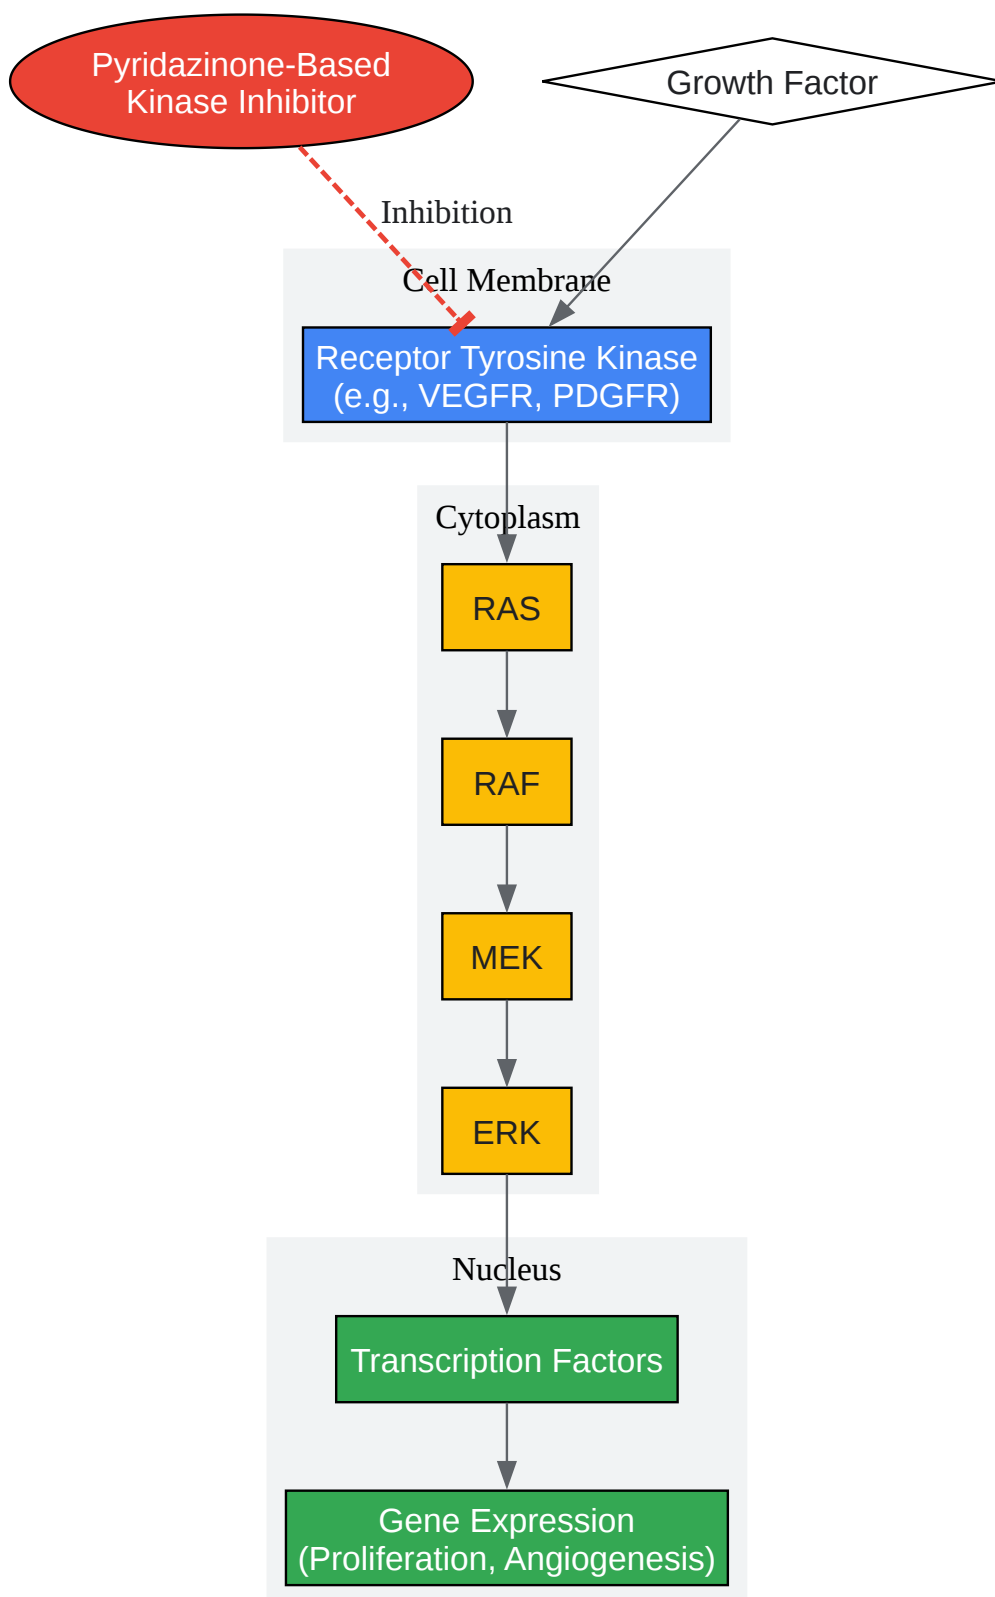 Pyridazinone-Based
Kinase Inhibitor
Growth Factor
Inhibition
Cell Membrane
Receptor Tyrosine Kinase
(e.g., VEGFR, PDGFR)
Cytoplasm
RAS
RAF
MEK
ERK
Nucleus
Transcription Factors
Gene Expression
(Proliferation, Angiogenesis)